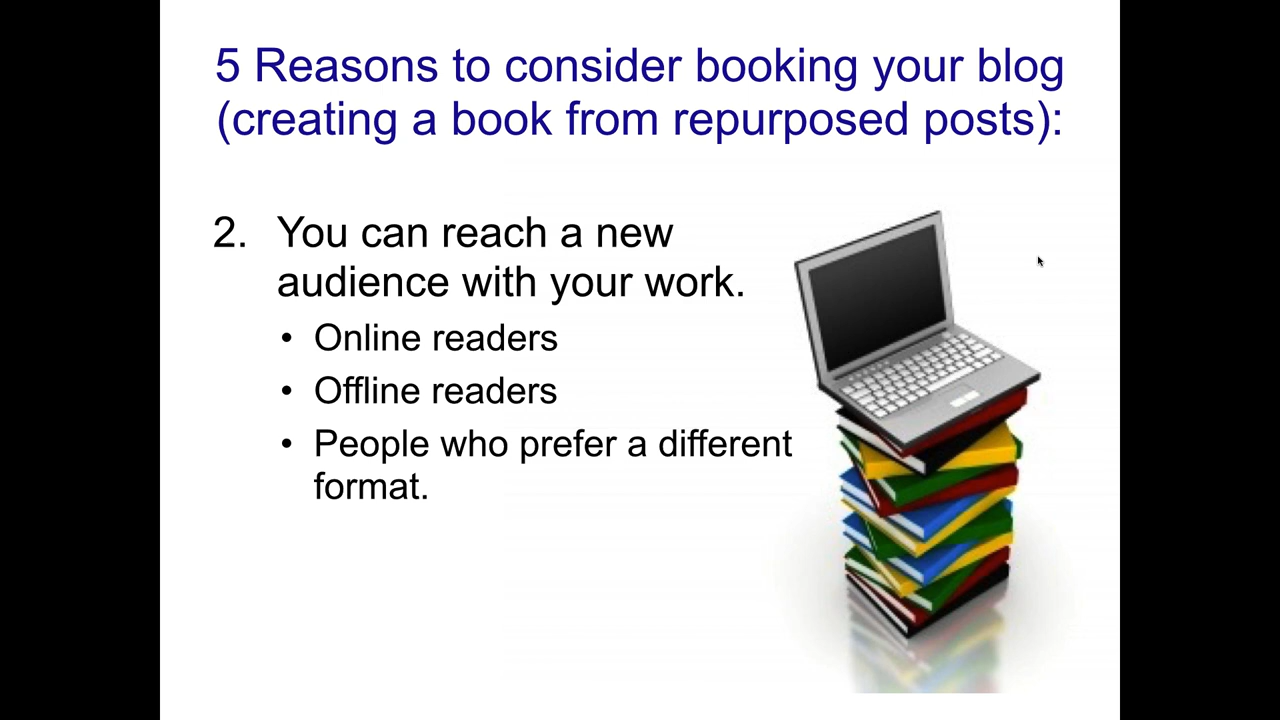 5 Reasons to consider booking your blog
(creating a book from repurposed posts):
2. You can reach a new
audience with your work.
• Online readers
• Offline readers
• People who prefer a different
format.